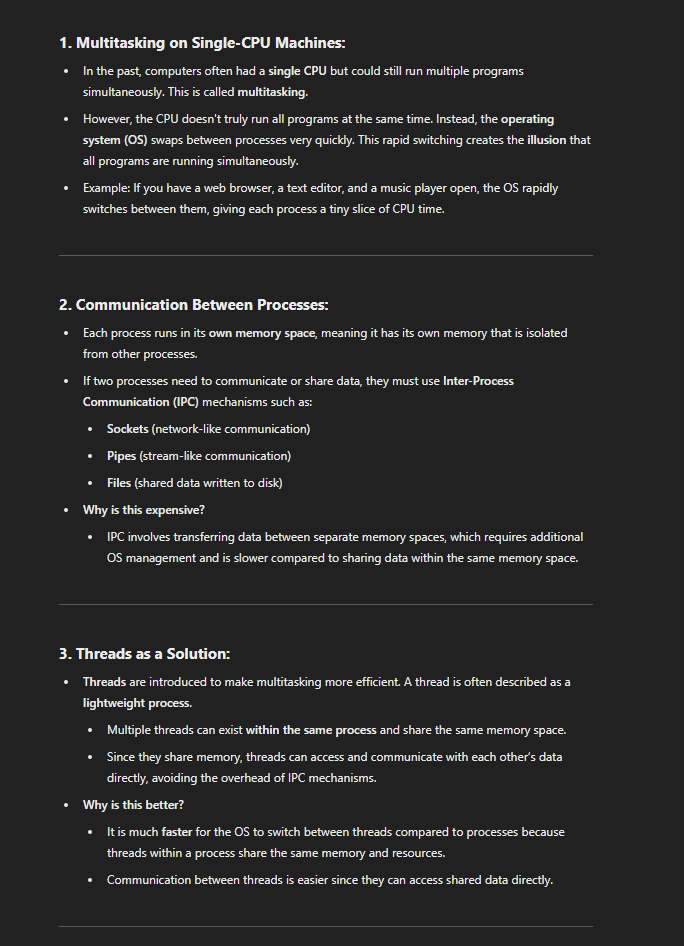 1. Multitasking on Single-CPU Machines:
• In the past, computers often had a single CPU but could still run multiple programs
simultaneously. This is called multitasking.
• However, the CPU doesn't truly run all programs at the same time. Instead, the operating
system (OS) swaps between processes very quickly. This rapid switching creates the illusion that
all programs are running simultaneously.
• Example: If you have a web browser, a text editor, and a music player open, the OS rapidly
switches between them, giving each process a tiny slice of CPU time.
2. Communication Between Processes:
• Each process runs in its own memory space, meaning it has its own memory that is isolated
from other processes.
• If two processes need to communicate or share data, they must use Inter-Process
Communication (IPC) mechanisms such as:
• Sockets (network-like communication)
• Pipes (stream-like communication)
• Files (shared data written to disk)
• Why is this expensive?
• IPC involves transferring data between separate memory spaces, which requires additional
OS management and is slower compared to sharing data within the same memory space.
3. Threads as a Solution:
• Threads are introduced to make multitasking more efficient. A thread is often described as a
lightweight process.
• Multiple threads can exist within the same process and share the same memory space.
• Since they share memory, threads can access and communicate with each other's data
directly, avoiding the overhead of IPC mechanisms.
• Why is this better?
• It is much faster for the OS to switch between threads compared to processes because
threads within a process share the same memory and resources.
• Communication between threads is easier since they can access shared data directly.